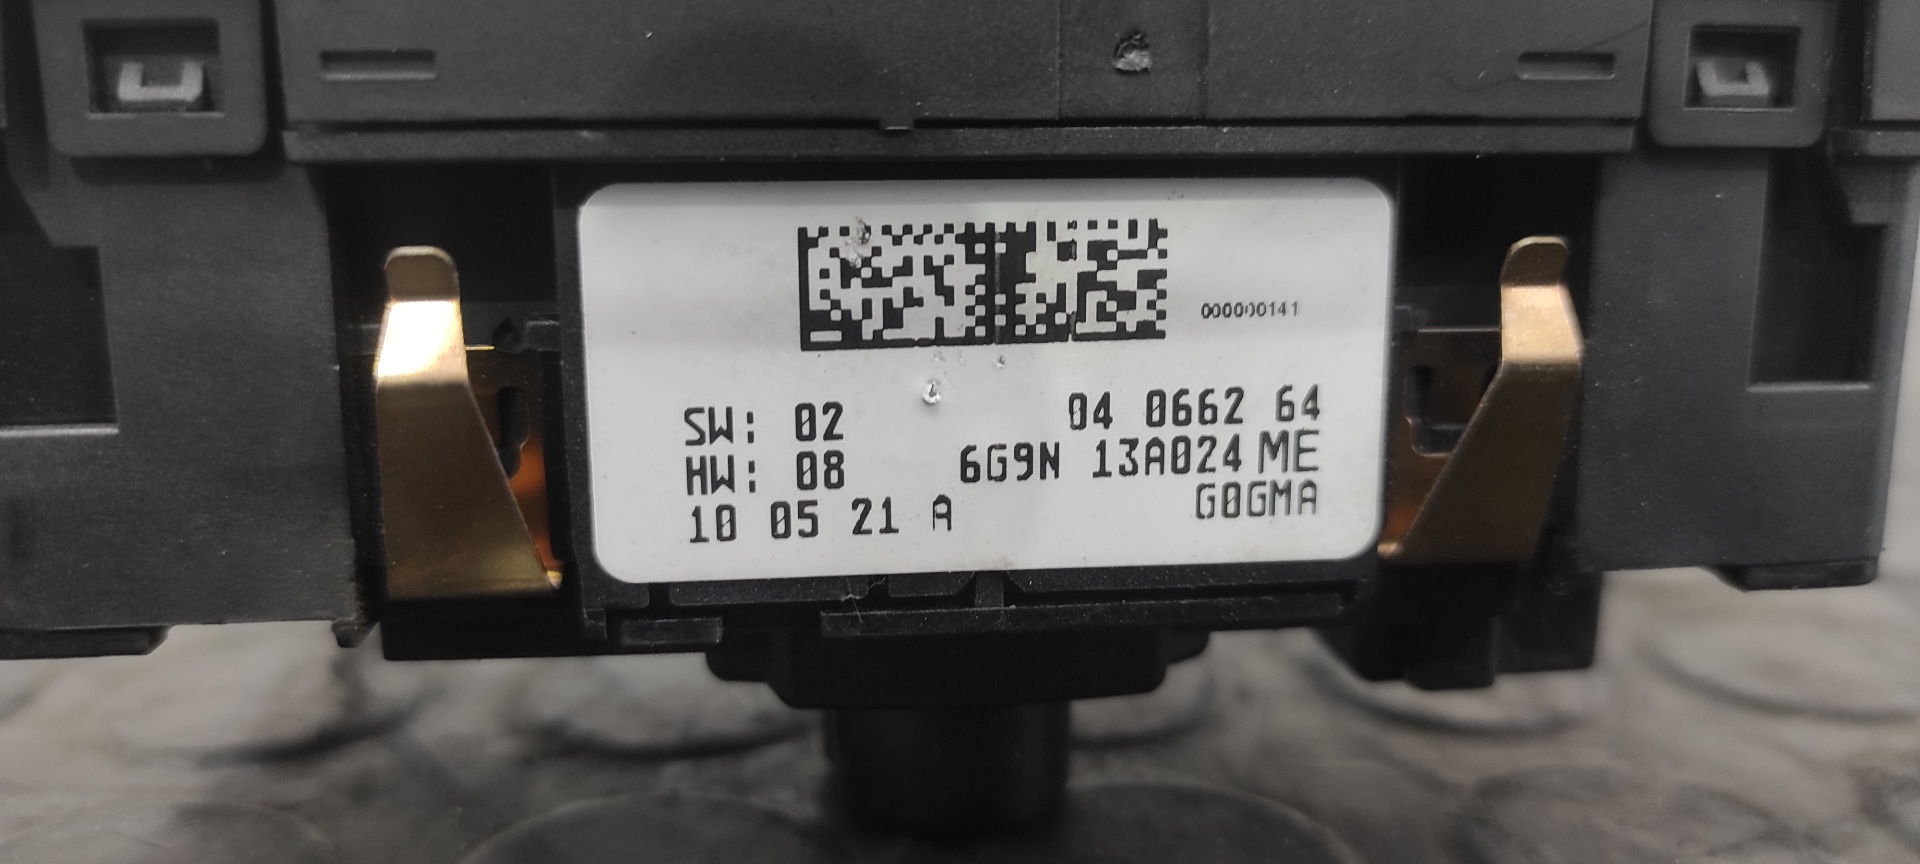 000000141
SW: 02 04 0662 64
HW: 08 6G9N 13A024 ME
10 05 21 A G0GMA